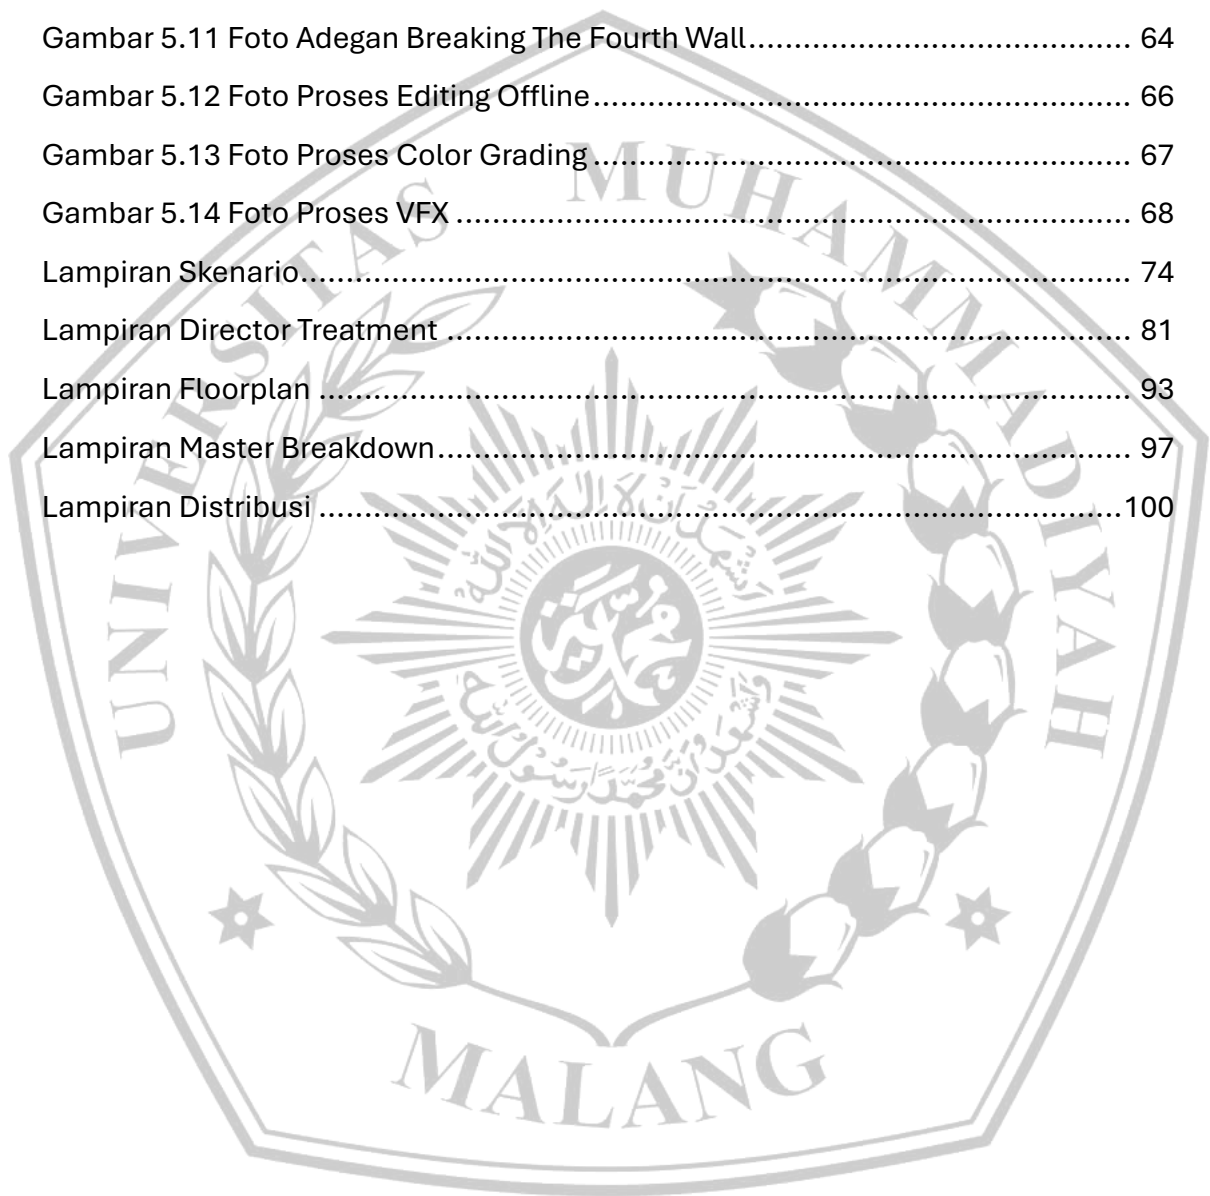 Gambar 5.11 Foto Adegan Breaking The Fourth Wall.......................................... 64
Gambar 5.12 Foto Proses Editing Offline........................................................... 66
Gambar 5.13 Foto Proses Color Grading ........................................................... 67
Gambar 5.14 Foto Proses VFX .......................................................................... 68
Lampiran Skenario........................................................................................... 74
Lampiran Director Treatment ........................................................................... 81
Lampiran Floorplan ......................................................................................... 93
Lampiran Master Breakdown............................................................................ 97
Lampiran Distribusi .........................................................................................100
UNIVERSITAS MUHAMMADIYAH
MALANG